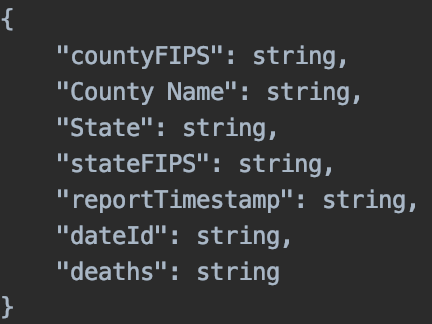 {
    "countyFIPS": string,
    "County Name": string,
    "State": string,
    "stateFIPS": string,
    "reportTimestamp": string,
    "dateId": string,
    "deaths": string
}